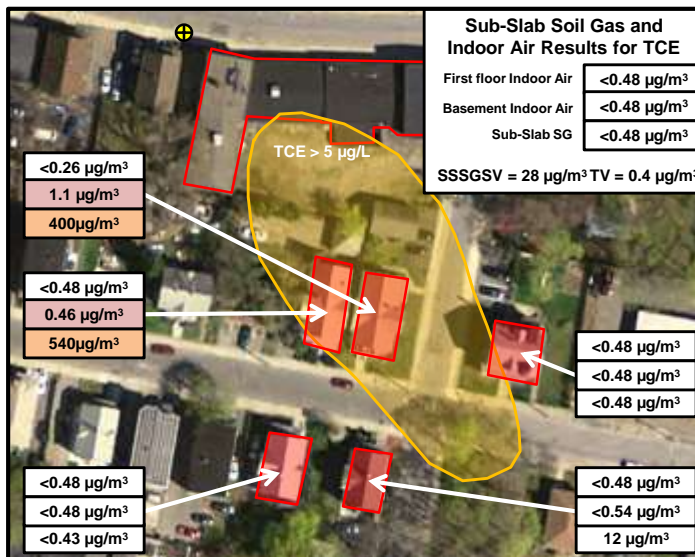 Sub-Slab Soil Gas and
Indoor Air Results for TCE
First floor Indoor Air <0.48 µg/m³
Basement Indoor Air <0.48 µg/m³
Sub-Slab SG <0.48 µg/m³
SSSGSV = 28 µg/m³ TV = 0.4 µg/m³
TCE > 5 µg/L
<0.26 µg/m³
1.1 µg/m³
400µg/m³
<0.48 µg/m³
0.46 µg/m³
540µg/m³
<0.48 µg/m³
<0.48 µg/m³
<0.48 µg/m³
<0.48 µg/m³
<0.48 µg/m³
<0.43 µg/m³
<0.48 µg/m³
<0.54 µg/m³
12 µg/m³